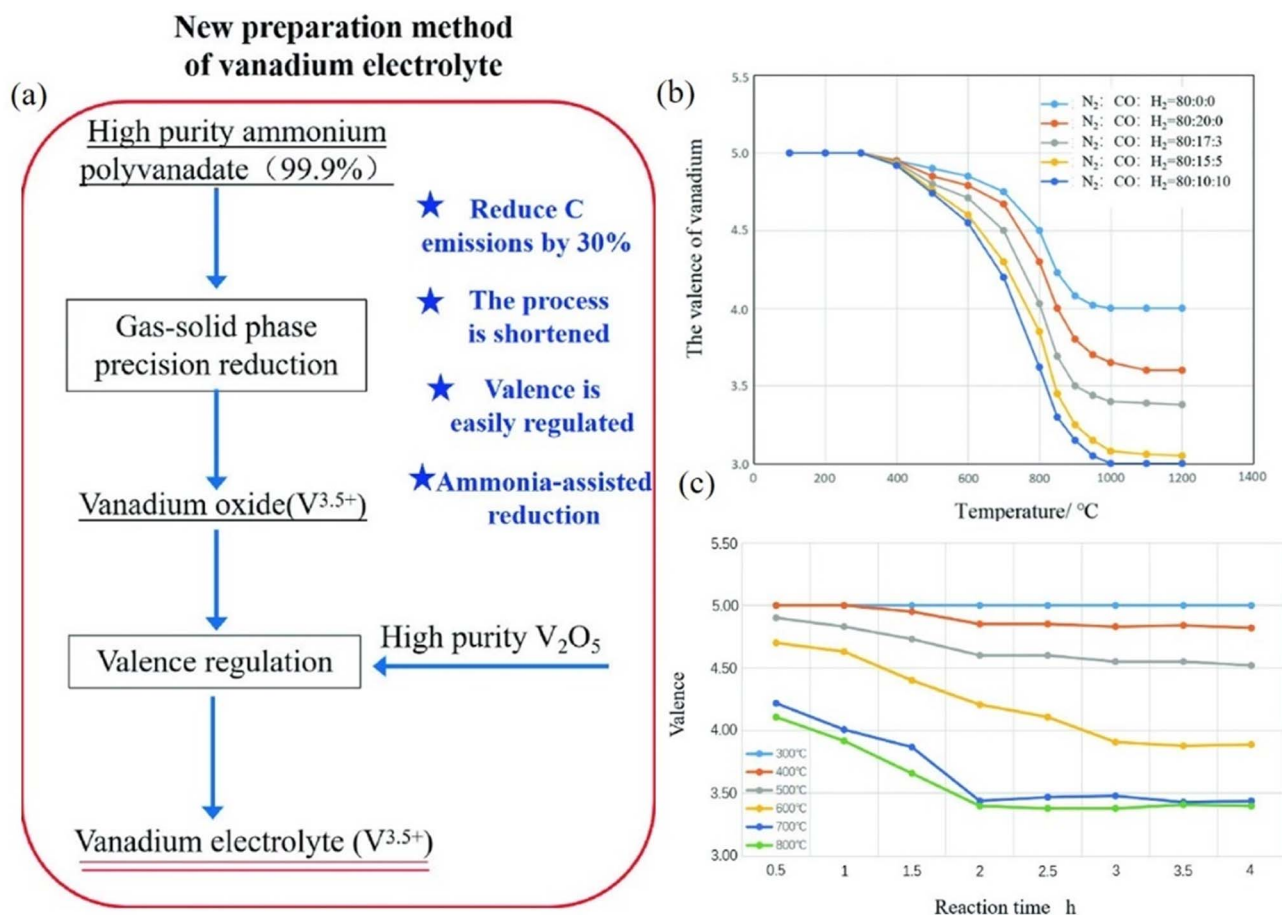 New preparation method
of vanadium electrolyte
(a)
High purity ammonium
polyvanadate（99.9%）
Gas-solid phase
precision reduction
Vanadium oxide(V3.5+)
Valence regulation
High purity V2O5
Vanadium electrolyte (V3.5+)
★ Reduce C
emissions by 30%
★ The process
is shortened
★ Valence is
easily regulated
★ Ammonia-assisted
reduction
(b)
5.5
5.0
4.5
4.0
3.5
3.0
The valence of vanadium
N2： CO： H2=80:0:0
N2： CO： H2=80:20:0
N2： CO： H2=80:17:3
N2： CO： H2=80:15:5
N2： CO： H2=80:10:10
0 200 400 600 800 1000 1200 1400
Temperature/ ℃
(c)
5.50
5.00
4.50
4.00
3.50
3.00
Valence
300℃
400℃
500℃
600℃
700℃
800℃
0.5 1 1.5 2 2.5 3 3.5 4
Reaction time h